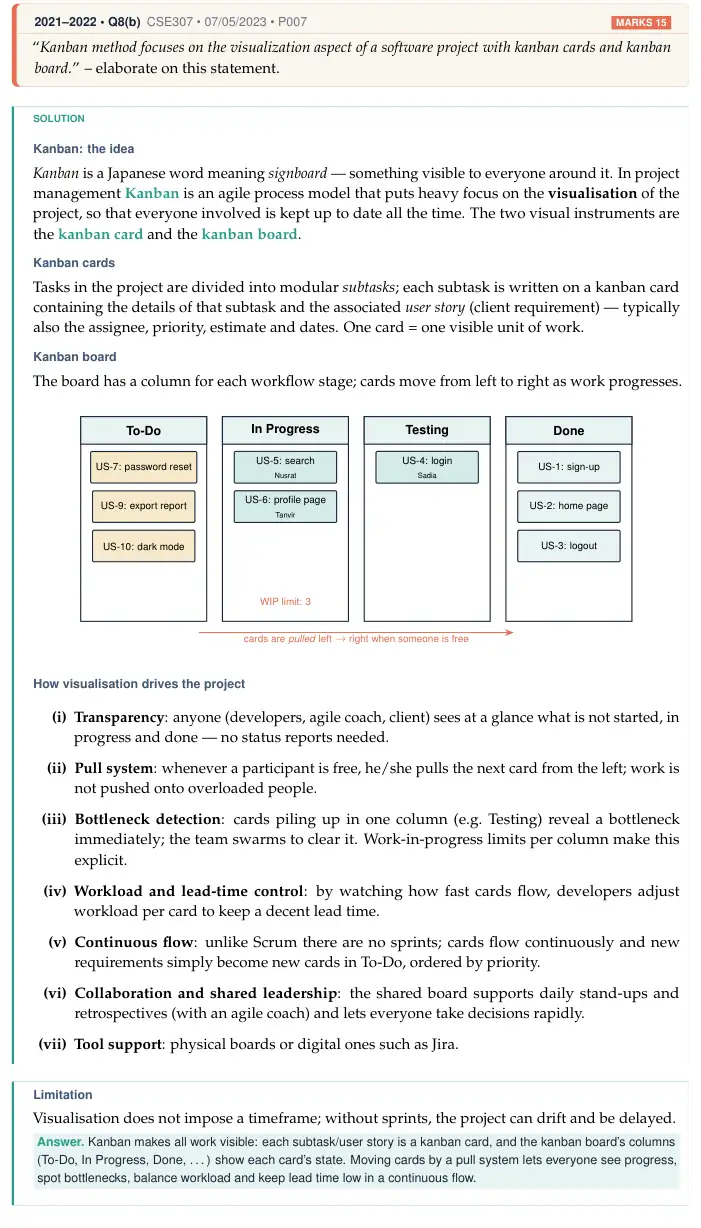 2021–2022 • Q8(b) CSE307 • 07/05/2023 • P007
MARKS 15
“Kanban method focuses on the visualization aspect of a software project with kanban cards and kanban
board.” – elaborate on this statement.
SOLUTION
Kanban: the idea
Kanban is a Japanese word meaning signboard — something visible to everyone around it. In project
management Kanban is an agile process model that puts heavy focus on the visualisation of the
project, so that everyone involved is kept up to date all the time. The two visual instruments are
the kanban card and the kanban board.
Kanban cards
Tasks in the project are divided into modular subtasks; each subtask is written on a kanban card
containing the details of that subtask and the associated user story (client requirement) — typically
also the assignee, priority, estimate and dates. One card = one visible unit of work.
Kanban board
The board has a column for each workflow stage; cards move from left to right as work progresses.
To-Do
US-7: password reset
US-9: export report
US-10: dark mode
In Progress
US-5: search
Nusrat
US-6: profile page
Tanvir
WIP limit: 3
Testing
US-4: login
Sadia
Done
US-1: sign-up
US-2: home page
US-3: logout
cards are pulled left → right when someone is free
How visualisation drives the project
(i) Transparency: anyone (developers, agile coach, client) sees at a glance what is not started, in
progress and done — no status reports needed.
(ii) Pull system: whenever a participant is free, he/she pulls the next card from the left; work is
not pushed onto overloaded people.
(iii) Bottleneck detection: cards piling up in one column (e.g. Testing) reveal a bottleneck
immediately; the team swarms to clear it. Work-in-progress limits per column make this
explicit.
(iv) Workload and lead-time control: by watching how fast cards flow, developers adjust
workload per card to keep a decent lead time.
(v) Continuous flow: unlike Scrum there are no sprints; cards flow continuously and new
requirements simply become new cards in To-Do, ordered by priority.
(vi) Collaboration and shared leadership: the shared board supports daily stand-ups and
retrospectives (with an agile coach) and lets everyone take decisions rapidly.
(vii) Tool support: physical boards or digital ones such as Jira.
Limitation
Visualisation does not impose a timeframe; without sprints, the project can drift and be delayed.
Answer. Kanban makes all work visible: each subtask/user story is a kanban card, and the kanban board's columns
(To-Do, In Progress, Done, . . . ) show each card's state. Moving cards by a pull system lets everyone see progress,
spot bottlenecks, balance workload and keep lead time low in a continuous flow.